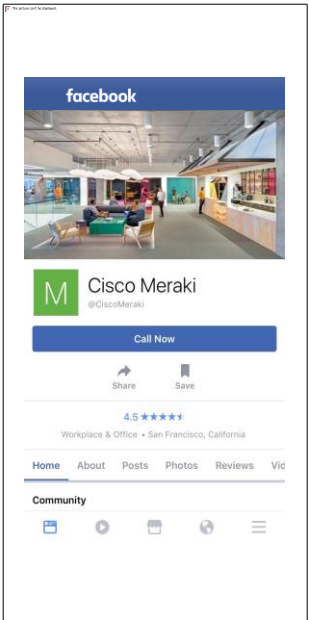 The picture can't be displayed.
facebook
M
Cisco Meraki
@CiscoMeraki
Call Now
Share Save
4.5
Workplace & Office • San Francisco, California
Home About Posts Photos Reviews Vid
Community